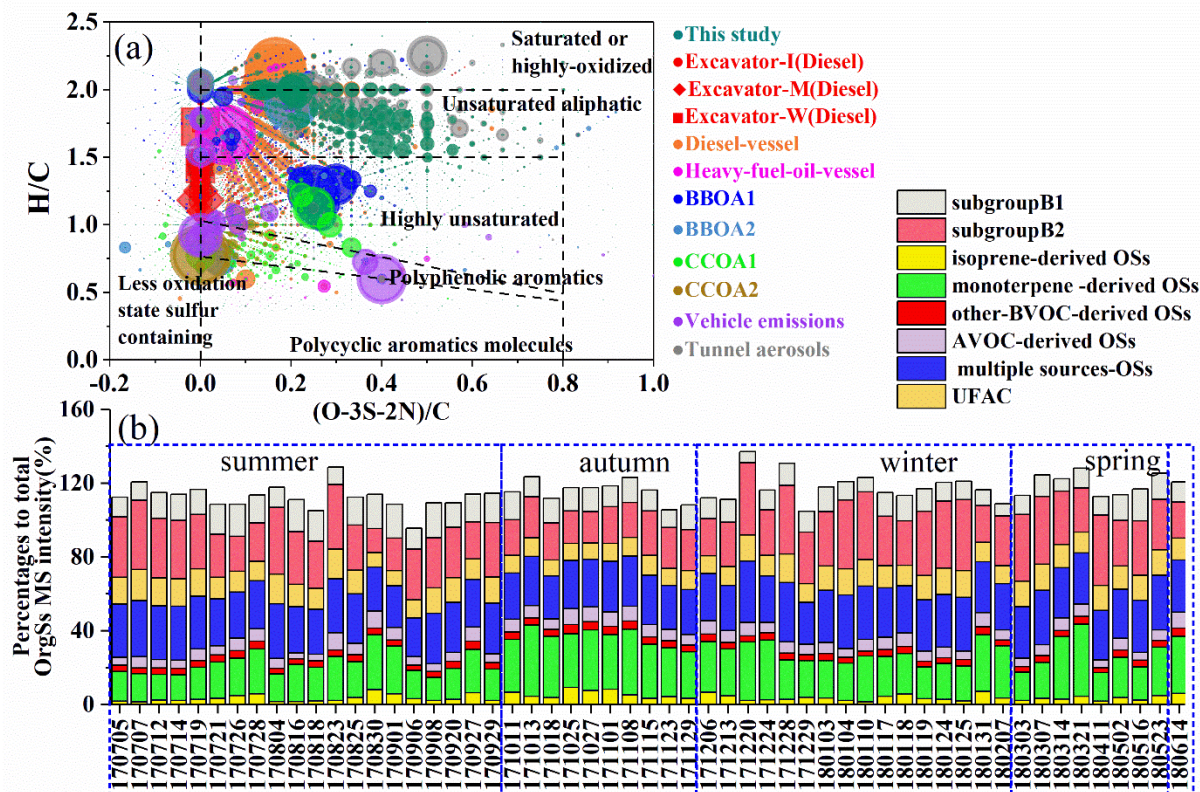 2.5
2.0
1.5
1.0
0.5
0.0
H/C
(a)
Saturated or
highly-oxidized
Unsaturated aliphatic
Highly unsaturated
Polyphenolic aromatics
Less oxidation
state sulfur
containing
Polycyclic aromatics molecules
-0.2
0.0
0.2
0.4
0.6
0.8
1.0
(O-3S-2N)/C
This study
Excavator-I(Diesel)
Excavator-M(Diesel)
Excavator-W(Diesel)
Diesel-vessel
Heavy-fuel-oil-vessel
BBOA1
BBOA2
CCOA1
CCOA2
Vehicle emissions
Tunnel aerosols
subgroupB1
subgroupB2
isoprene-derived OSs
monoterpene -derived OSs
other-BVOC-derived OSs
AVOC-derived OSs
multiple sources-OSs
UFAC
160
120
80
40
0
Percentages to total
OrgSs MS intensity(%)
(b)
summer
autumn
winter
spring
170705
170707
170712
170714
170719
170721
170726
170728
170804
170816
170818
170823
170825
170830
170901
170906
170908
170920
170927
170929
171011
171013
171018
171025
171027
171101
171108
171115
171123
171129
171206
171213
171220
171224
171228
171229
180103
180104
180110
180117
180118
180119
180124
180125
180131
180207
180303
180307
180314
180321
180411
180502
180516
180523
180614